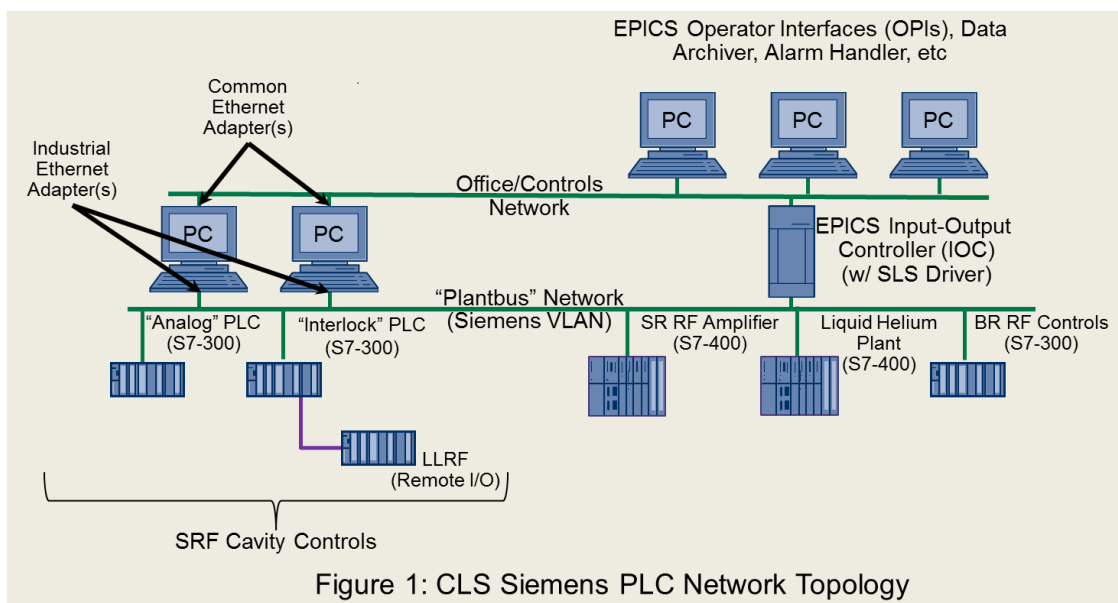 EPICS Operator Interfaces (OPIs), Data
Archiver, Alarm Handler, etc
Common
Ethernet
Adapter(s)
Industrial
Ethernet
Adapter(s)
PC
PC
PC
Office/Controls
Network
PC
PC
EPICS Input-Output
Controller (IOC)
(w/ SLS Driver)
“Plantbus” Network
(Siemens VLAN)
“Analog” PLC
(S7-300)
“Interlock” PLC
(S7-300)
SR RF Amplifier
(S7-400)
Liquid Helium
Plant
(S7-400)
BR RF Controls
(S7-300)
LLRF
(Remote I/O)
SRF Cavity Controls
Figure 1: CLS Siemens PLC Network Topology